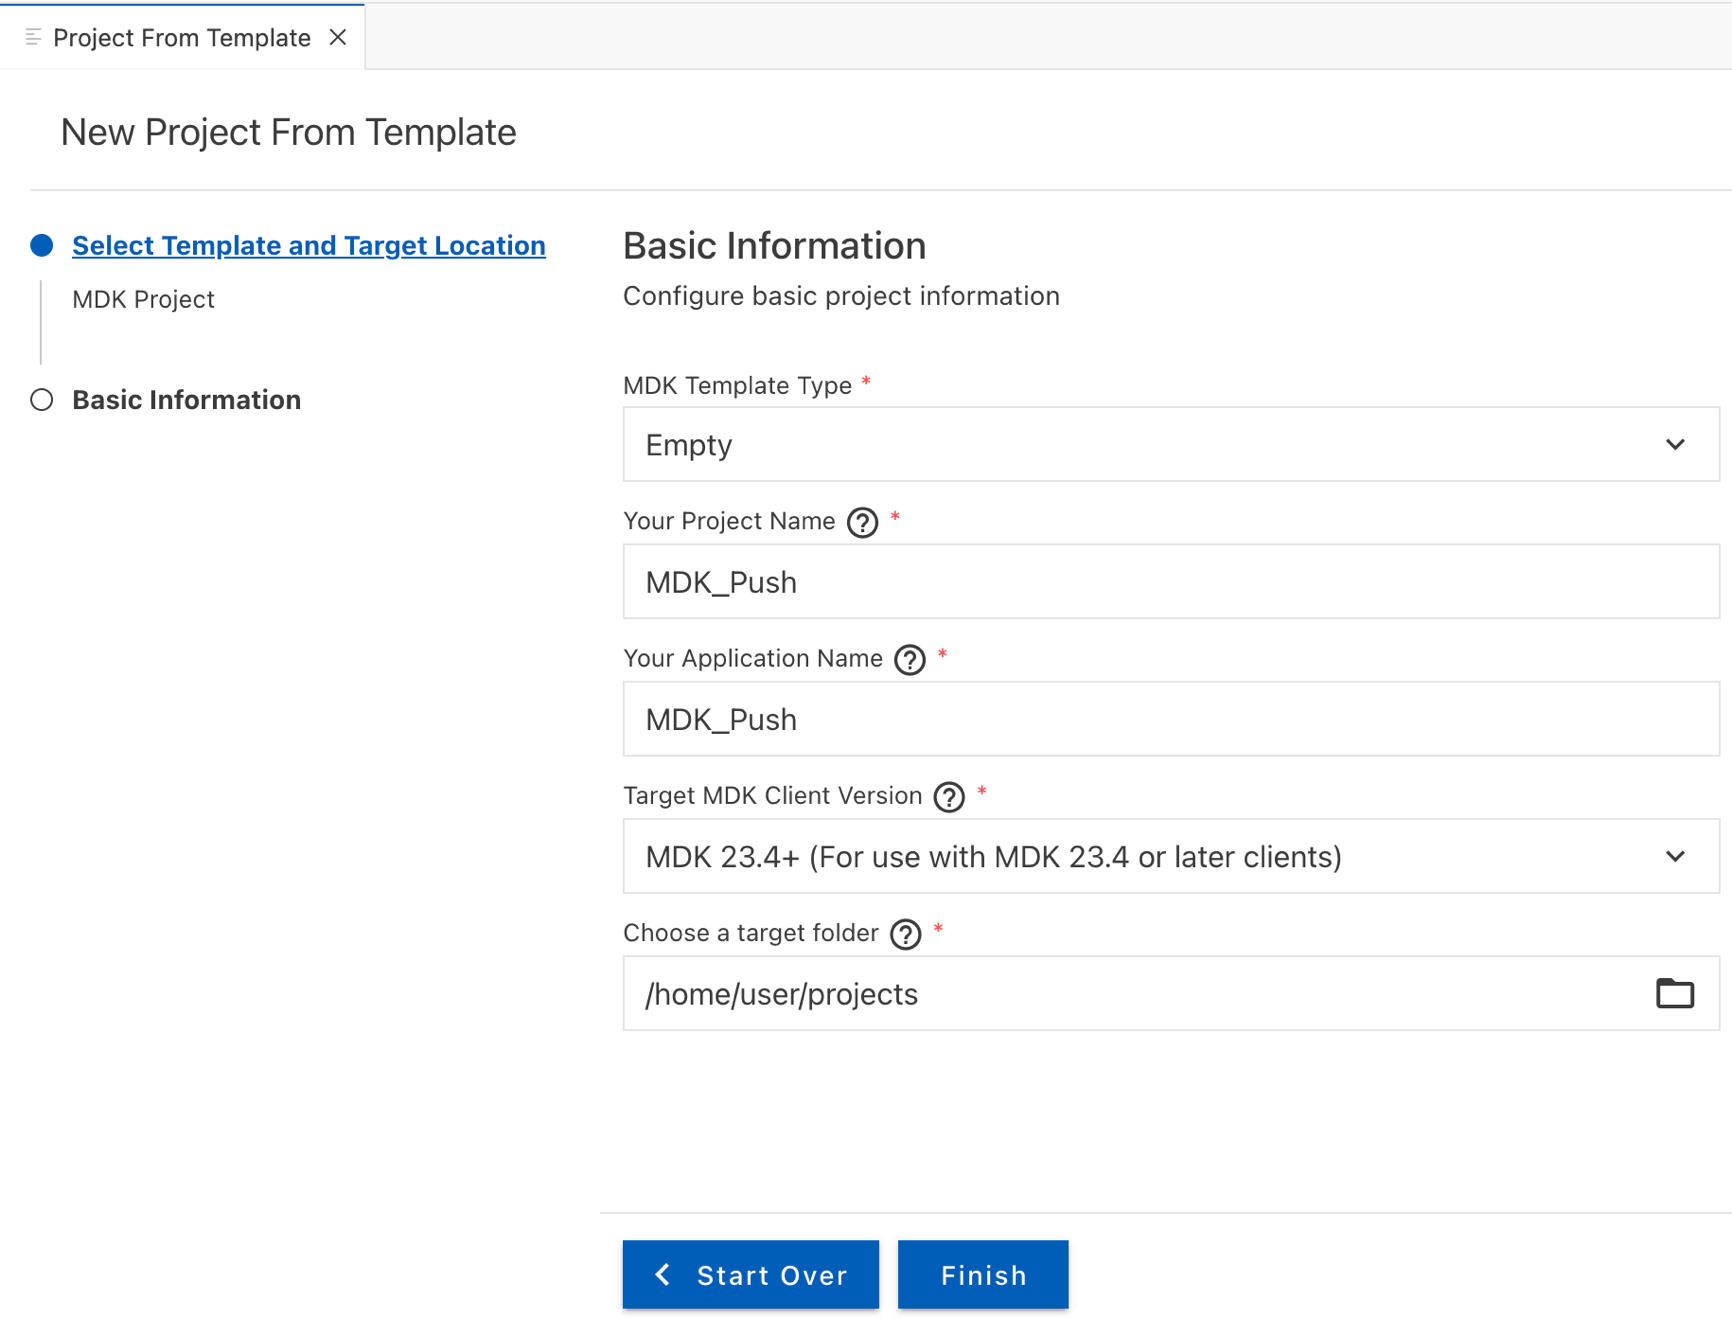 Project From Template
New Project From Template
Select Template and Target Location
MDK Project
Basic Information
Basic Information
Configure basic project information
MDK Template Type *
Empty
Your Project Name ? *
MDK_Push
Your Application Name ? *
MDK_Push
Target MDK Client Version ? *
MDK 23.4+ (For use with MDK 23.4 or later clients)
Choose a target folder ? *
/home/user/projects
Start Over
Finish